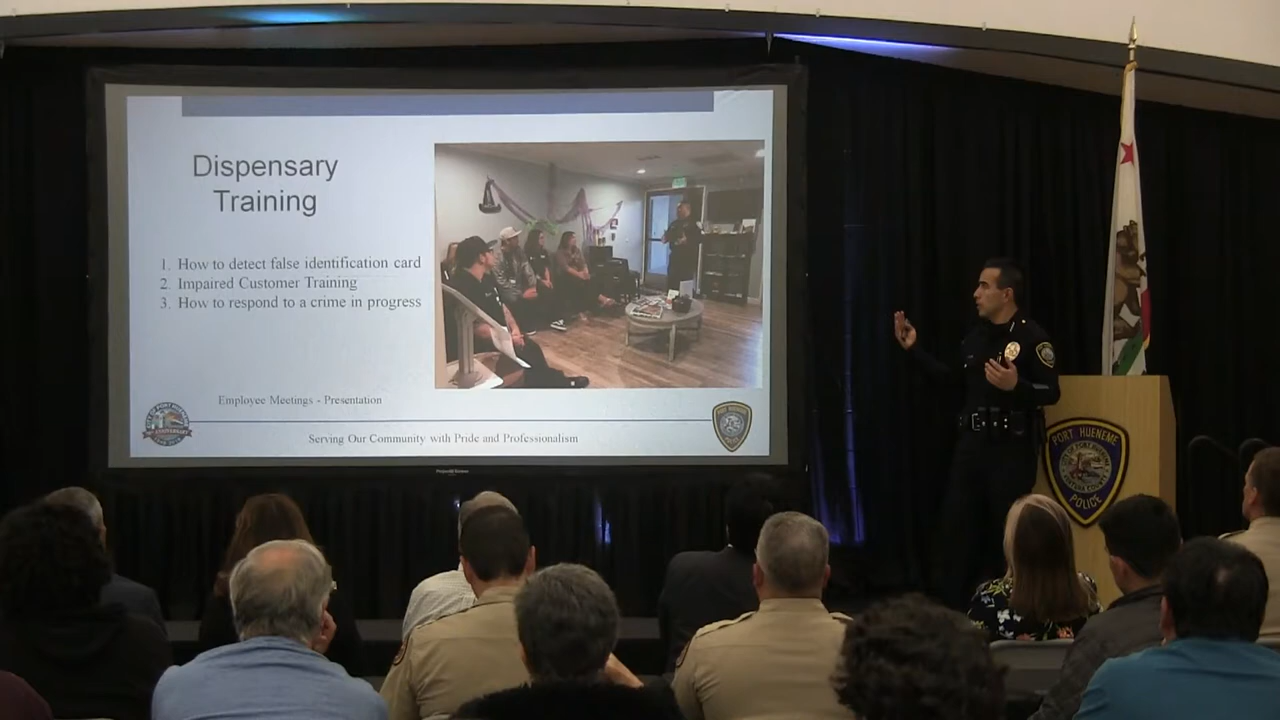 Dispensary
Training
1. How to detect false identification card
2. Impaired Customer Training
3. How to respond to a crime in progress
Employee Meetings - Presentation
Serving Our Community with Pride and Professionalism
PORT HUENEME
POLICE